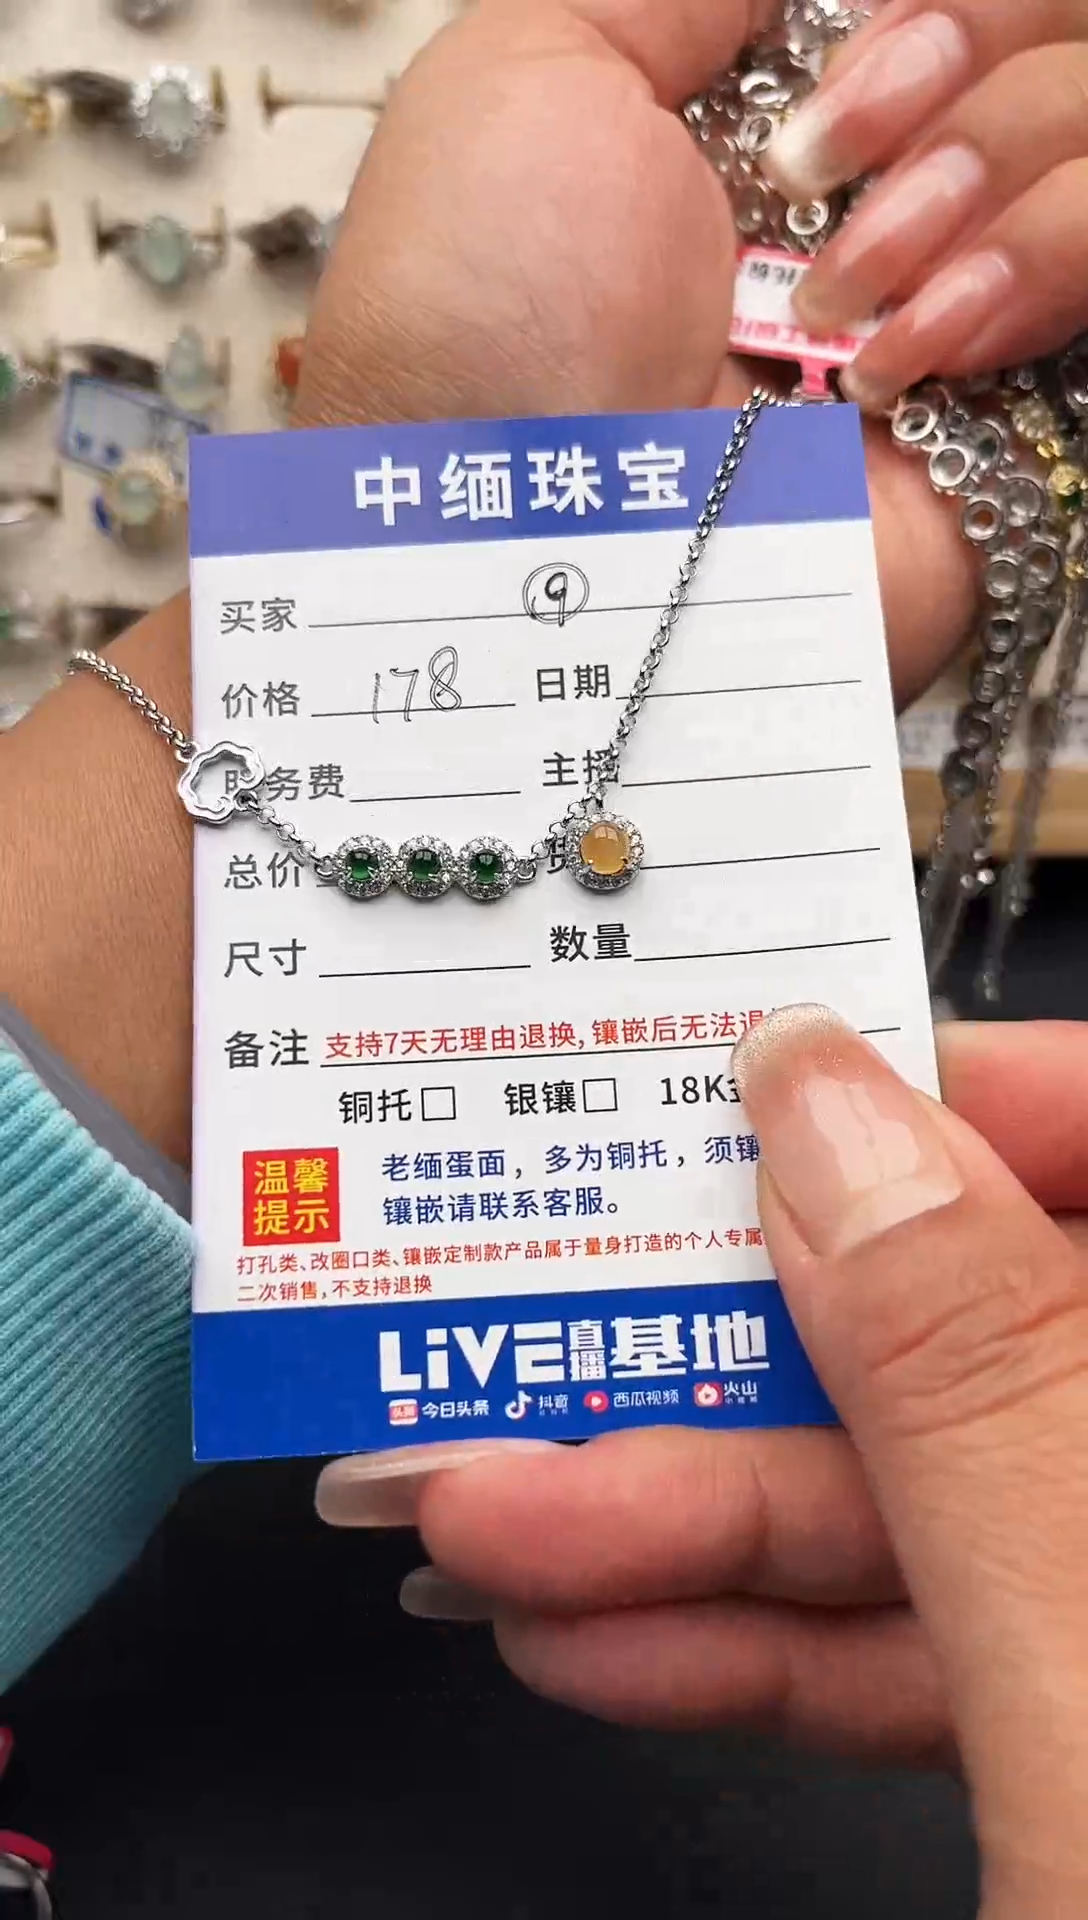 中缅珠宝
买家 ⑨
价格 178 日期
务费 主播
总价
尺寸 数量
备注 支持7天无理由退换,镶嵌后无法退
铜托□ 银镶□ 18K
温馨提示
老缅蛋面，多为铜托，须镶
镶嵌请联系客服。
打孔类、改圈口类、镶嵌定制款产品属于量身打造的个人专属
二次销售,不支持退换
LiVE直播基地
头条 今日头条 抖音 西瓜视频 火山